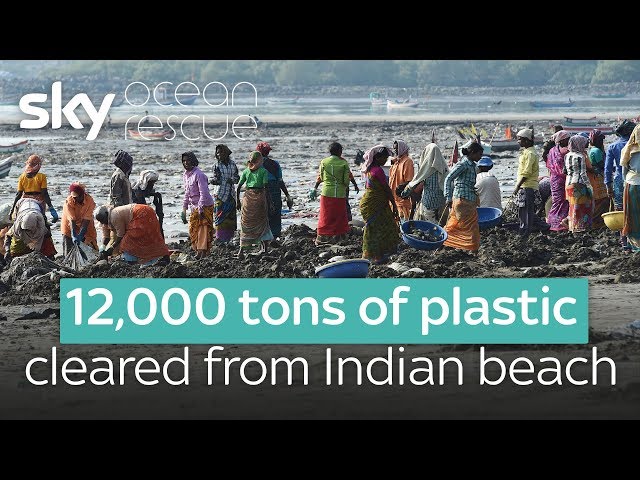 sky ocean
rescue
12,000 tons of plastic
cleared from Indian beach